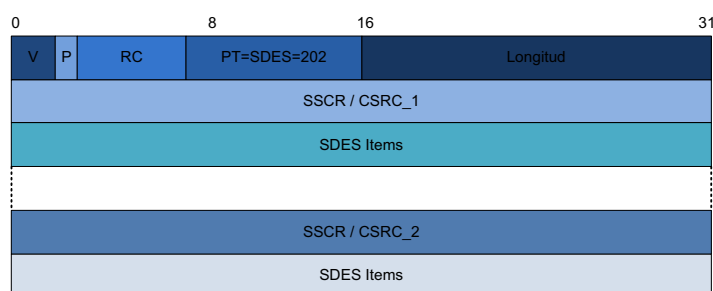 0 8 16 31
V P RC PT=SDES=202 Longitud
SSCR / CSRC_1
SDES Items
SSCR / CSRC_2
SDES Items